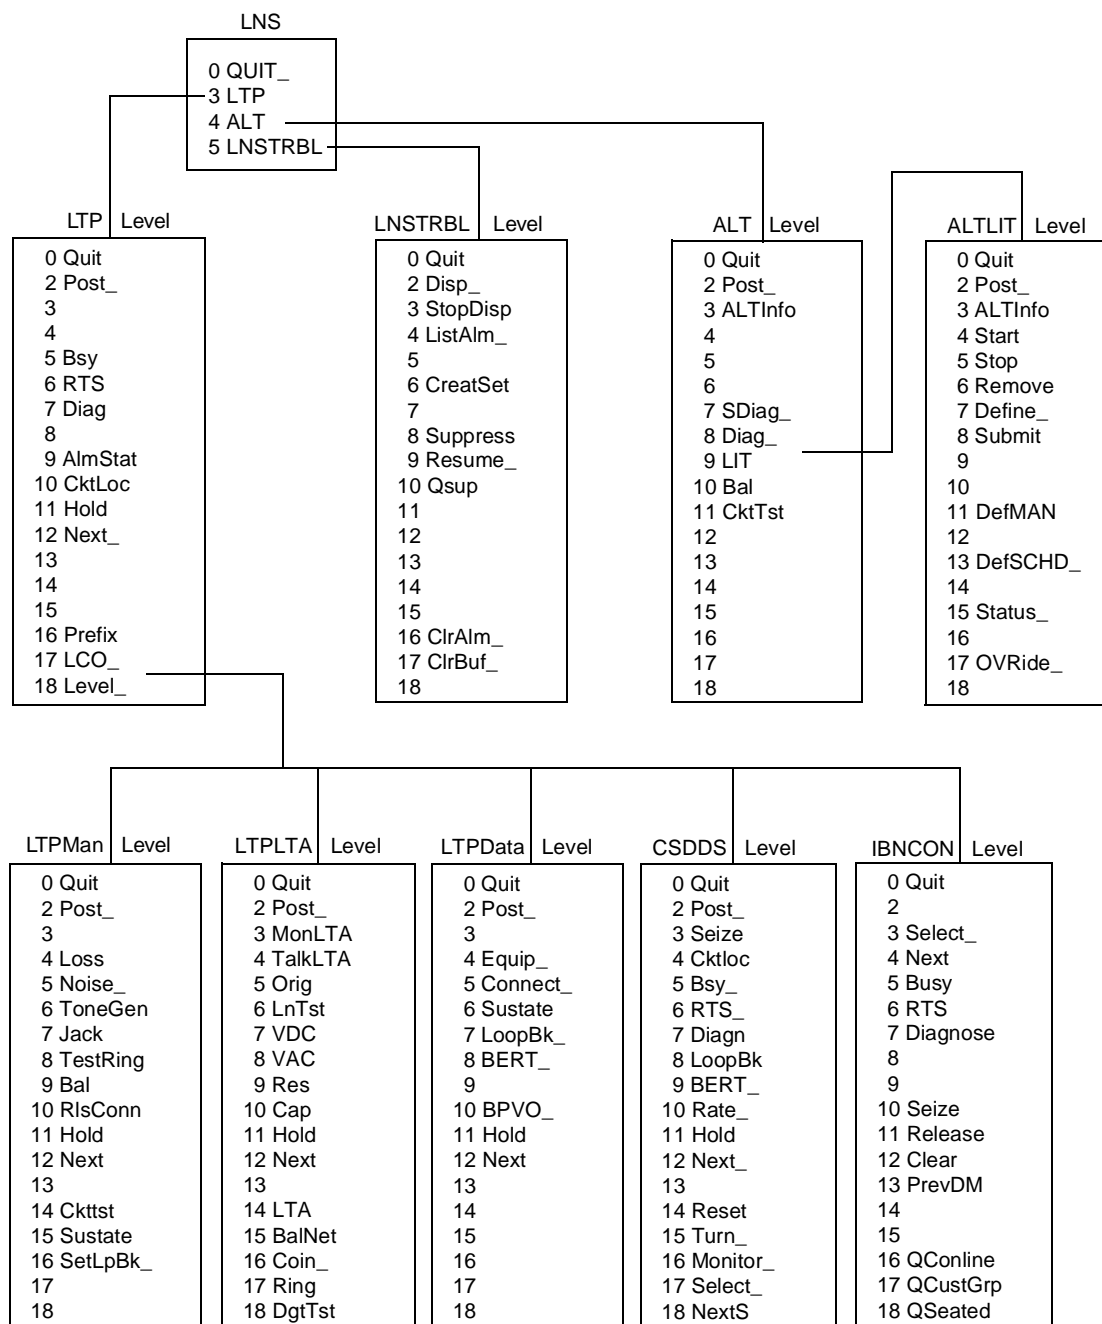 LNS
0 QUIT_
3 LTP
4 ALT
5 LNSTRBL
LTP Level
0 Quit
2 Post_
3
4
5 Bsy
6 RTS
7 Diag
8
9 AlmStat
10 CktLoc
11 Hold
12 Next_
13
14
15
16 Prefix
17 LCO_
18 Level_
LNSTRBL Level
0 Quit
2 Disp_
3 StopDisp
4 ListAlm_
5
6 CreatSet
7
8 Suppress
9 Resume_
10 Qsup
11
12
13
14
15
16 ClrAlm_
17 ClrBuf_
18
ALT Level
0 Quit
2 Post_
3 ALTInfo
4
5
6
7 SDiag_
8 Diag_
9 LIT
10 Bal
11 CktTst
12
13
14
15
16
17
18
ALTLIT Level
0 Quit
2 Post_
3 ALTInfo
4 Start
5 Stop
6 Remove
7 Define_
8 Submit
9
10
11 DefMAN
12
13 DefSCHD_
14
15 Status_
16
17 OVRide_
18
LTPMan Level
0 Quit
2 Post_
3
4 Loss
5 Noise_
6 ToneGen
7 Jack
8 TestRing
9 Bal
10 RlsConn
11 Hold
12 Next
13
14 Ckttst
15 Sustate
16 SetLpBk_
17
18
LTPLTA Level
0 Quit
2 Post_
3 MonLTA
4 TalkLTA
5 Orig
6 LnTst
7 VDC
8 VAC
9 Res
10 Cap
11 Hold
12 Next
13
14 LTA
15 BalNet
16 Coin_
17 Ring
18 DgtTst
LTPData Level
0 Quit
2 Post_
3
4 Equip_
5 Connect_
6 Sustate
7 LoopBk_
8 BERT_
9
10 BPVO_
11 Hold
12 Next
13
14
15
16
17
18
CSDDS Level
0 Quit
2 Post_
3 Seize
4 Cktloc
5 Bsy_
6 RTS_
7 Diagn
8 LoopBk
9 BERT_
10 Rate_
11 Hold
12 Next_
13
14 Reset
15 Turn_
16 Monitor_
17 Select_
18 NextS
IBNCON Level
0 Quit
2
3 Select_
4 Next
5 Busy
6 RTS
7 Diagnose
8
9
10 Seize
11 Release
12 Clear
13 PrevDM
14
15
16 QConline
17 QCustGrp
18 QSeated